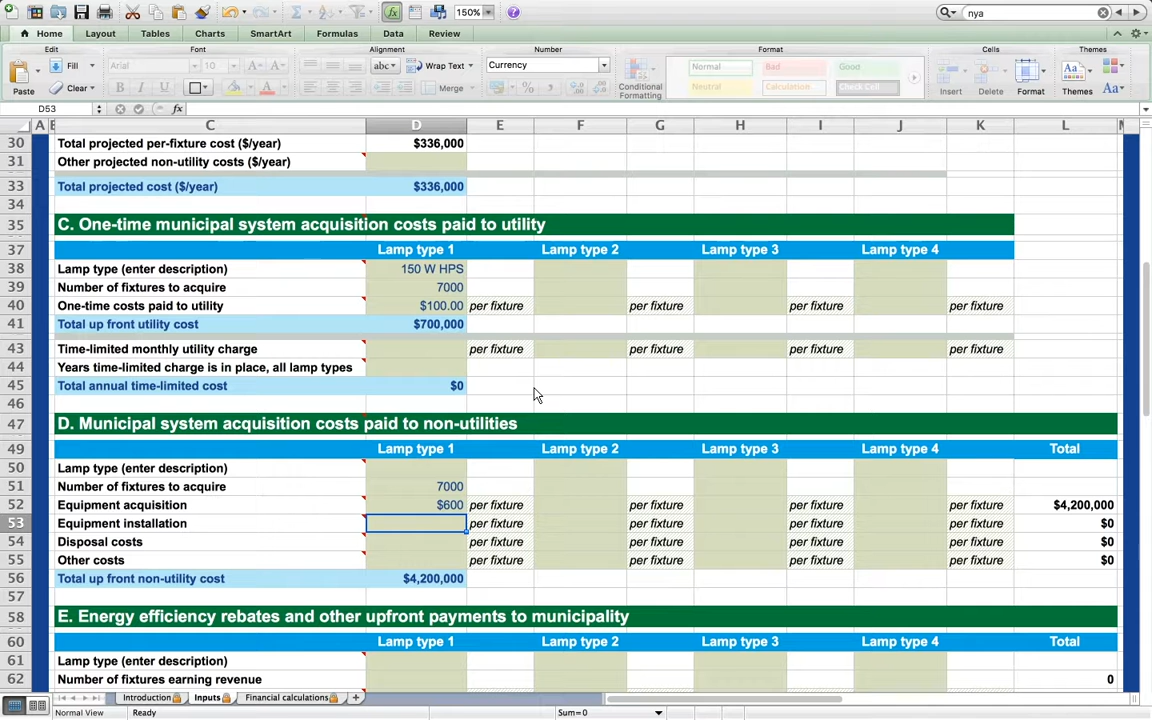 150%
nya
Home Layout Tables Charts SmartArt Formulas Data Review
Edit Font Alignment Number Format Cells Themes
Fill Arial 10 abc Wrap Text Currency Normal Bad Good
Paste Clear B I U A Merge % Conditional Formatting Neutral Calculation Check Cell Insert Delete Format Themes Aa
D53 fx
A C D E F G H I J K L
30 Total projected per-fixture cost ($/year) $336,000
31 Other projected non-utility costs ($/year)
33 Total projected cost ($/year) $336,000
34
35 C. One-time municipal system acquisition costs paid to utility
37 Lamp type 1 Lamp type 2 Lamp type 3 Lamp type 4
38 Lamp type (enter description) 150 W HPS
39 Number of fixtures to acquire 7000
40 One-time costs paid to utility $100.00 per fixture per fixture per fixture per fixture
41 Total up front utility cost $700,000
43 Time-limited monthly utility charge per fixture per fixture per fixture per fixture
44 Years time-limited charge is in place, all lamp types
45 Total annual time-limited cost $0
46
47 D. Municipal system acquisition costs paid to non-utilities
49 Lamp type 1 Lamp type 2 Lamp type 3 Lamp type 4 Total
50 Lamp type (enter description)
51 Number of fixtures to acquire 7000
52 Equipment acquisition $600 per fixture per fixture per fixture per fixture $4,200,000
53 Equipment installation per fixture per fixture per fixture per fixture $0
54 Disposal costs per fixture per fixture per fixture per fixture $0
55 Other costs per fixture per fixture per fixture per fixture $0
56 Total up front non-utility cost $4,200,000
57
58 E. Energy efficiency rebates and other upfront payments to municipality
60 Lamp type 1 Lamp type 2 Lamp type 3 Lamp type 4 Total
61 Lamp type (enter description)
62 Number of fixtures earning revenue 0
Introduction Inputs Financial calculations
Normal View Ready Sum=0